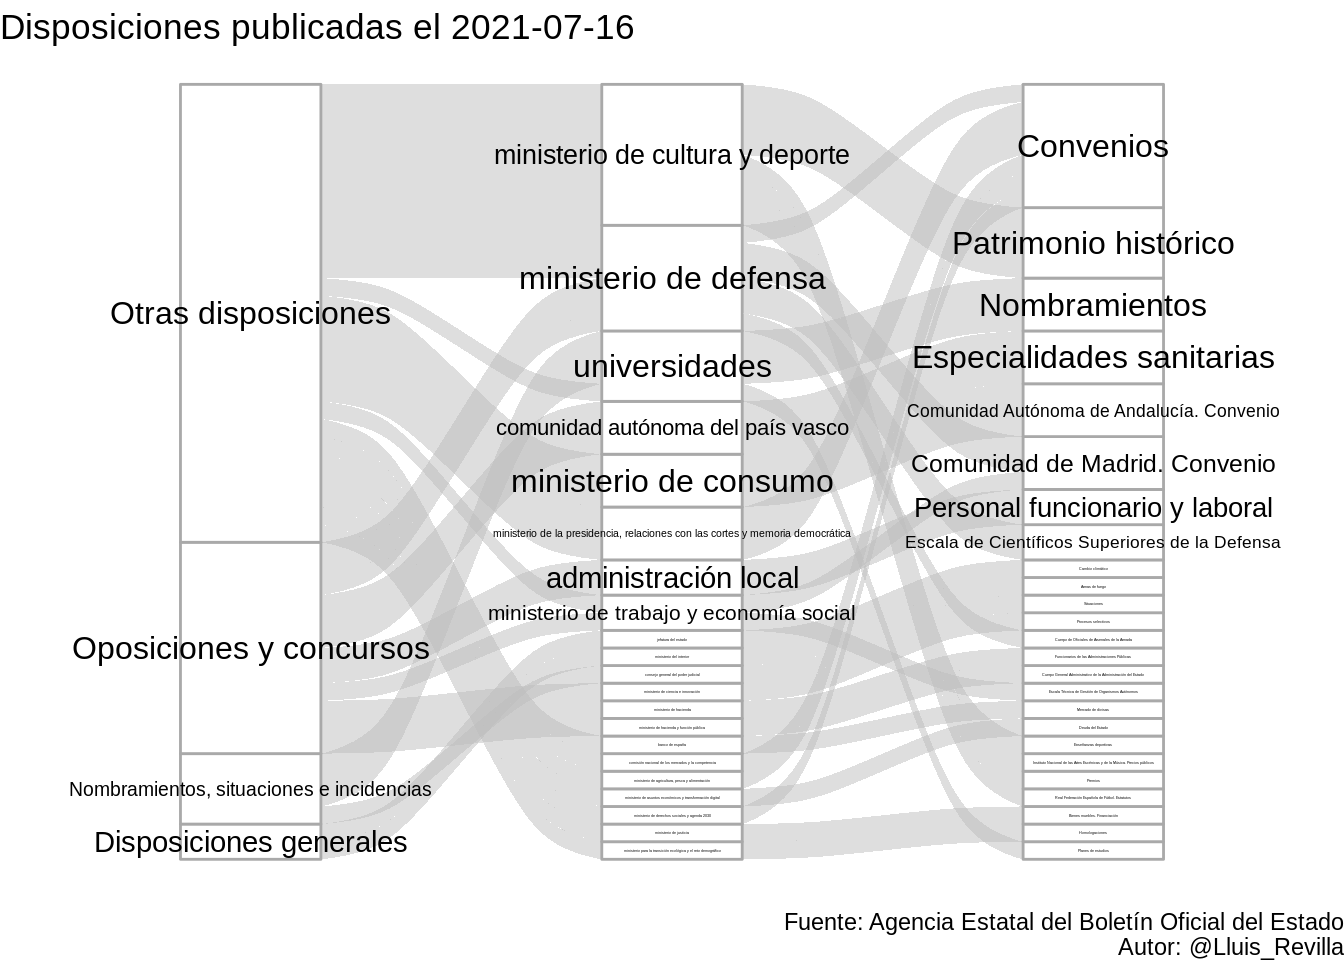 Disposiciones publicadas el 2021-07-16
Otras disposiciones
Oposiciones y concursos
Nombramientos, situaciones e incidencias
Disposiciones generales
ministerio de cultura y deporte
ministerio de defensa
universidades
comunidad autónoma del país vasco
ministerio de consumo
ministerio de la presidencia, relaciones con las cortes y memoria democrática
administración local
ministerio de trabajo y economía social
jefatura del estado
ministerio del interior
consejo general del poder judicial
ministerio de ciencia e innovación
ministerio de hacienda
ministerio de hacienda y función pública
banco de españa
comisión nacional de los mercados y la competencia
ministerio de agricultura, pesca y alimentación
ministerio de asuntos económicos y transformación digital
ministerio de derechos sociales y agenda 2030
ministerio de justicia
ministerio para la transición ecológica y el reto demográfico
Convenios
Patrimonio histórico
Nombramientos
Especialidades sanitarias
Comunidad Autónoma de Andalucía. Convenio
Comunidad de Madrid. Convenio
Personal funcionario y laboral
Escala de Científicos Superiores de la Defensa
Cambio climático
Armas de fuego
Situaciones
Procesos selectivos
Cuerpo de Oficiales de Arsenales de la Armada
Funcionarios de las Administraciones Públicas
Cuerpo General Administrativo de la Administración del Estado
Escala Técnica de Gestión de Organismos Autónomos
Mercado de divisas
Deuda del Estado
Enseñanzas deportivas
Instituto Nacional de las Artes Escénicas y de la Música. Precios públicos
Premios
Real Federación Española de Fútbol. Estatutos
Bienes muebles. Financiación
Homologaciones
Planes de estudios
Fuente: Agencia Estatal del Boletín Oficial del Estado
Autor: @Lluis_Revilla